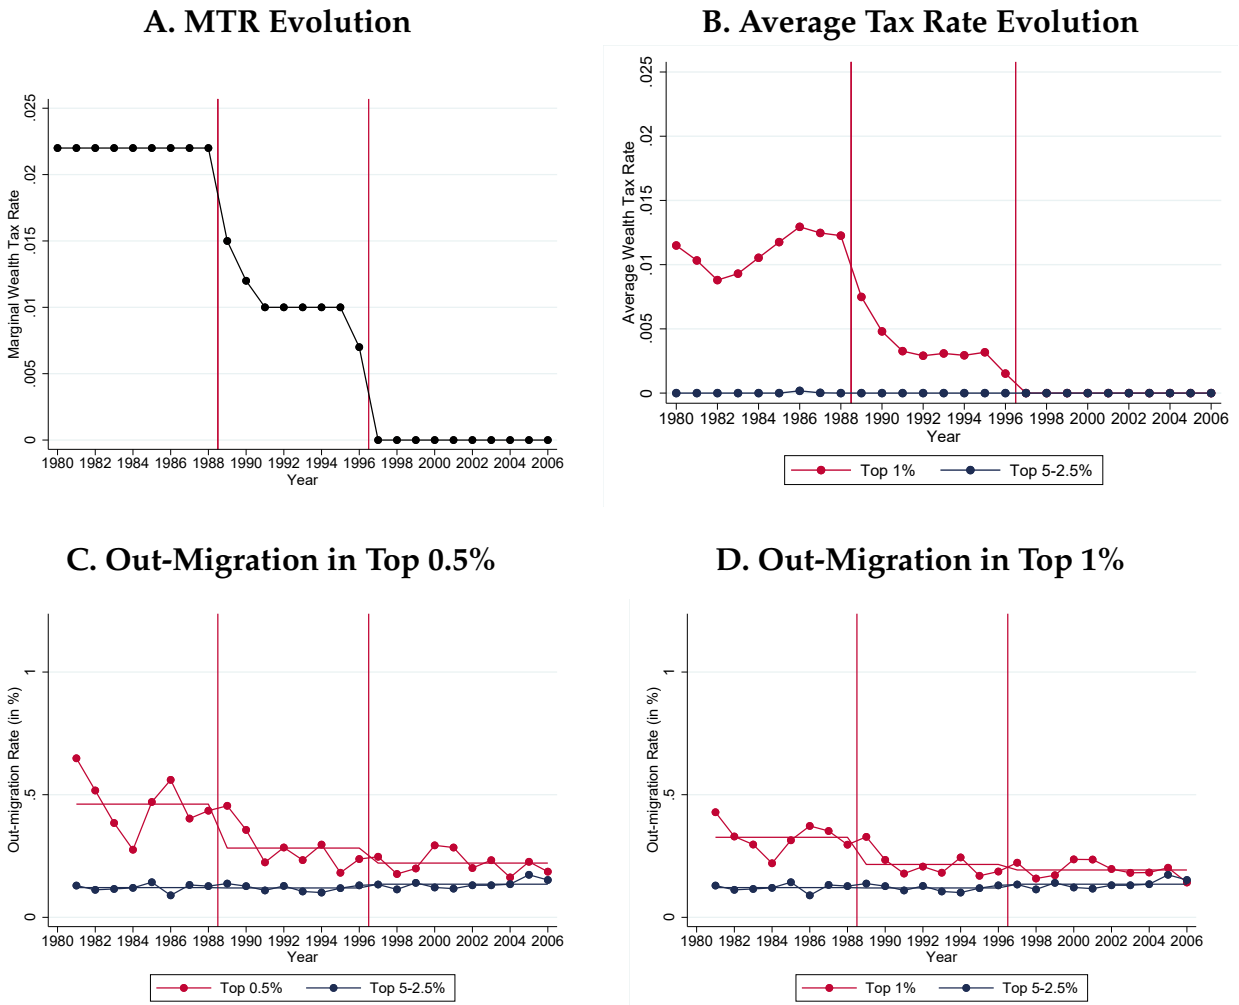 A. MTR Evolution
Marginal Wealth Tax Rate
.025
.02
.015
.01
.005
0
1980 1982 1984 1986 1988 1990 1992 1994 1996 1998 2000 2002 2004 2006
Year
B. Average Tax Rate Evolution
Average Wealth Tax Rate
.025
.02
.015
.01
.005
0
1980 1982 1984 1986 1988 1990 1992 1994 1996 1998 2000 2002 2004 2006
Year
Top 1% Top 5-2.5%
C. Out-Migration in Top 0.5%
Out-migration Rate (in %)
1
.5
0
1980 1982 1984 1986 1988 1990 1992 1994 1996 1998 2000 2002 2004 2006
Year
Top 0.5% Top 5-2.5%
D. Out-Migration in Top 1%
Out-migration Rate (in %)
1
.5
0
1980 1982 1984 1986 1988 1990 1992 1994 1996 1998 2000 2002 2004 2006
Year
Top 1% Top 5-2.5%